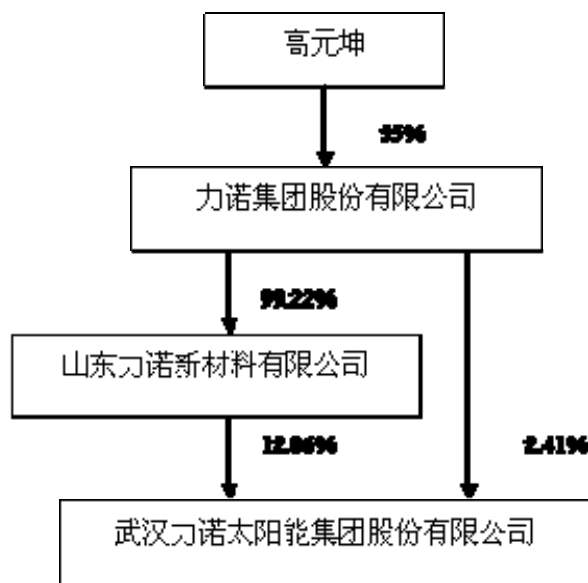 高元坤
力诺集团股份有限公司
99.22%
山东力诺新材料有限公司
2.41%
武汉力诺太阳能集团股份有限公司